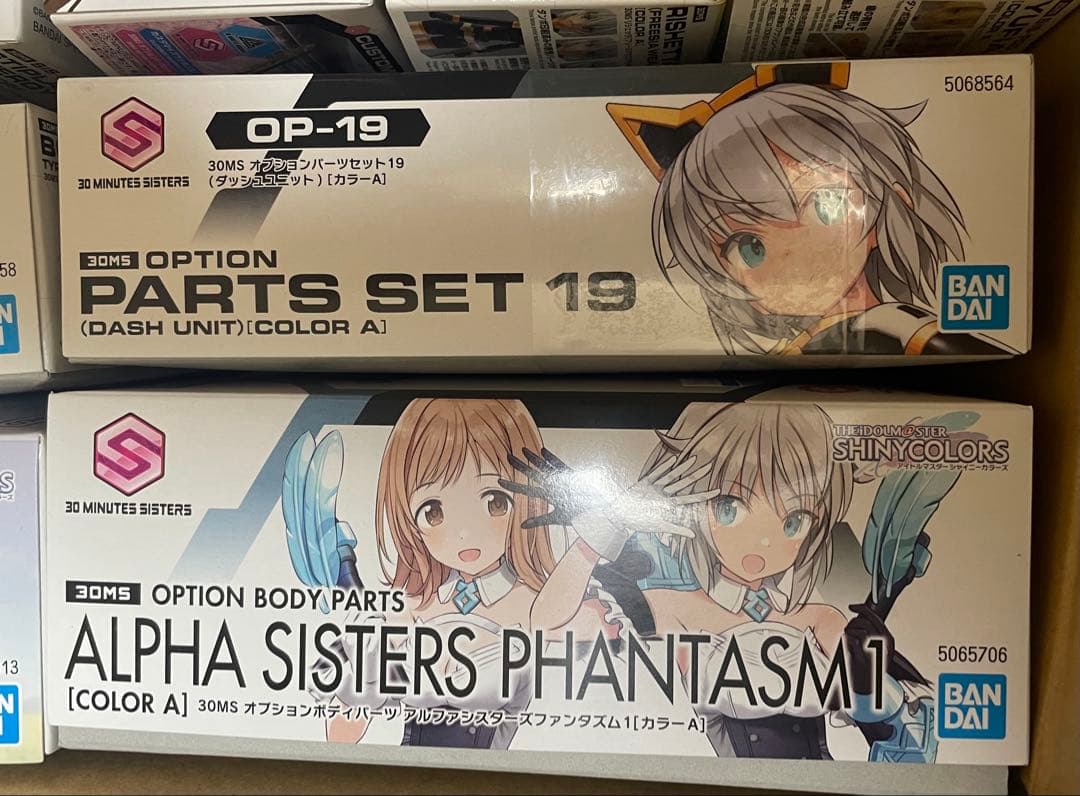 BANDAI
CUSTOM
RISHETTA
30 MINUTES SISTERS
OP-19
30MS オプションパーツセット19
(ダッシュユニット)[カラーA]
5068564
30MS OPTION
PARTS SET 19
(DASH UNIT)[COLOR A]
BAN
DAI
58
30 MINUTES SISTERS
THE iDOLM@STER
SHINYCOLORS
アイドルマスター シャイニーカラーズ
30MS OPTION BODY PARTS
ALPHA SISTERS PHANTASM 1
[COLOR A] 30MS オプションボディパーツ アルファシスターズファンタズム1[カラーA]
5065706
BAN
DAI
13